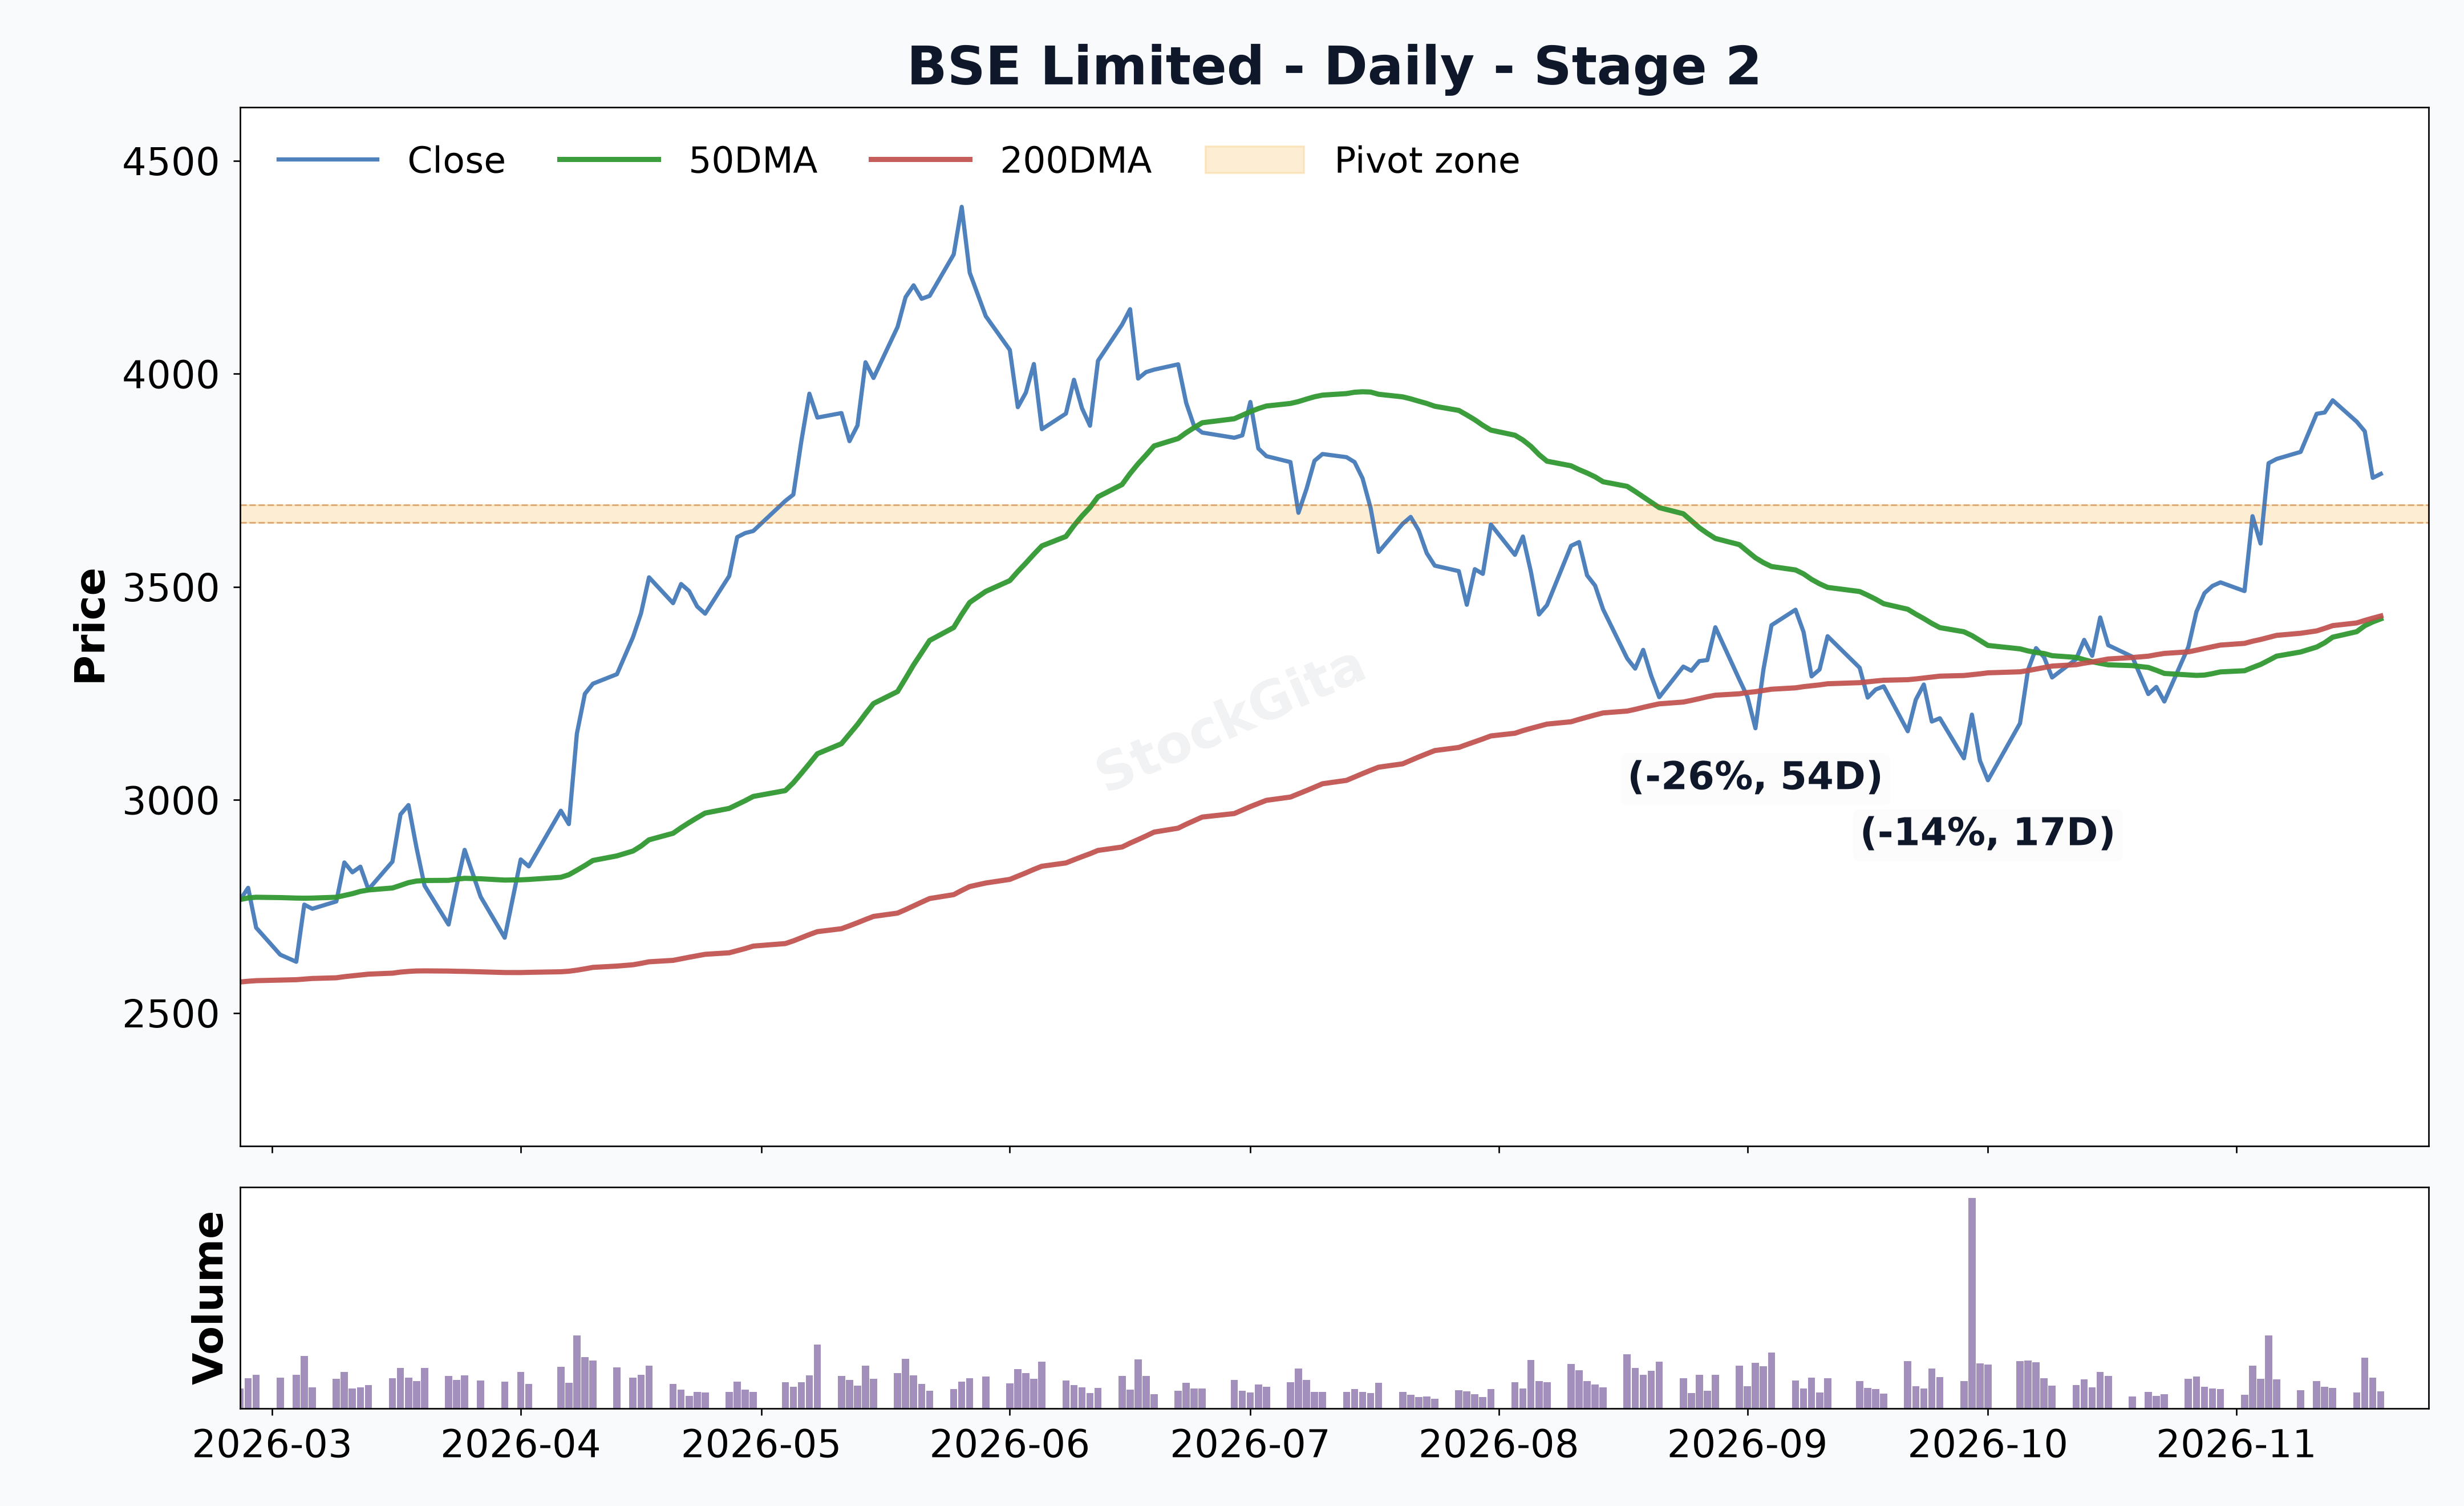 BSE Limited - Daily - Stage 2
Close 50DMA 200DMA Pivot zone
4500
4000
3500
3000
2500
Price
StockGita
(-26%, 54D)
(-14%, 17D)
Volume
2026-03 2026-04 2026-05 2026-06 2026-07 2026-08 2026-09 2026-10 2026-11